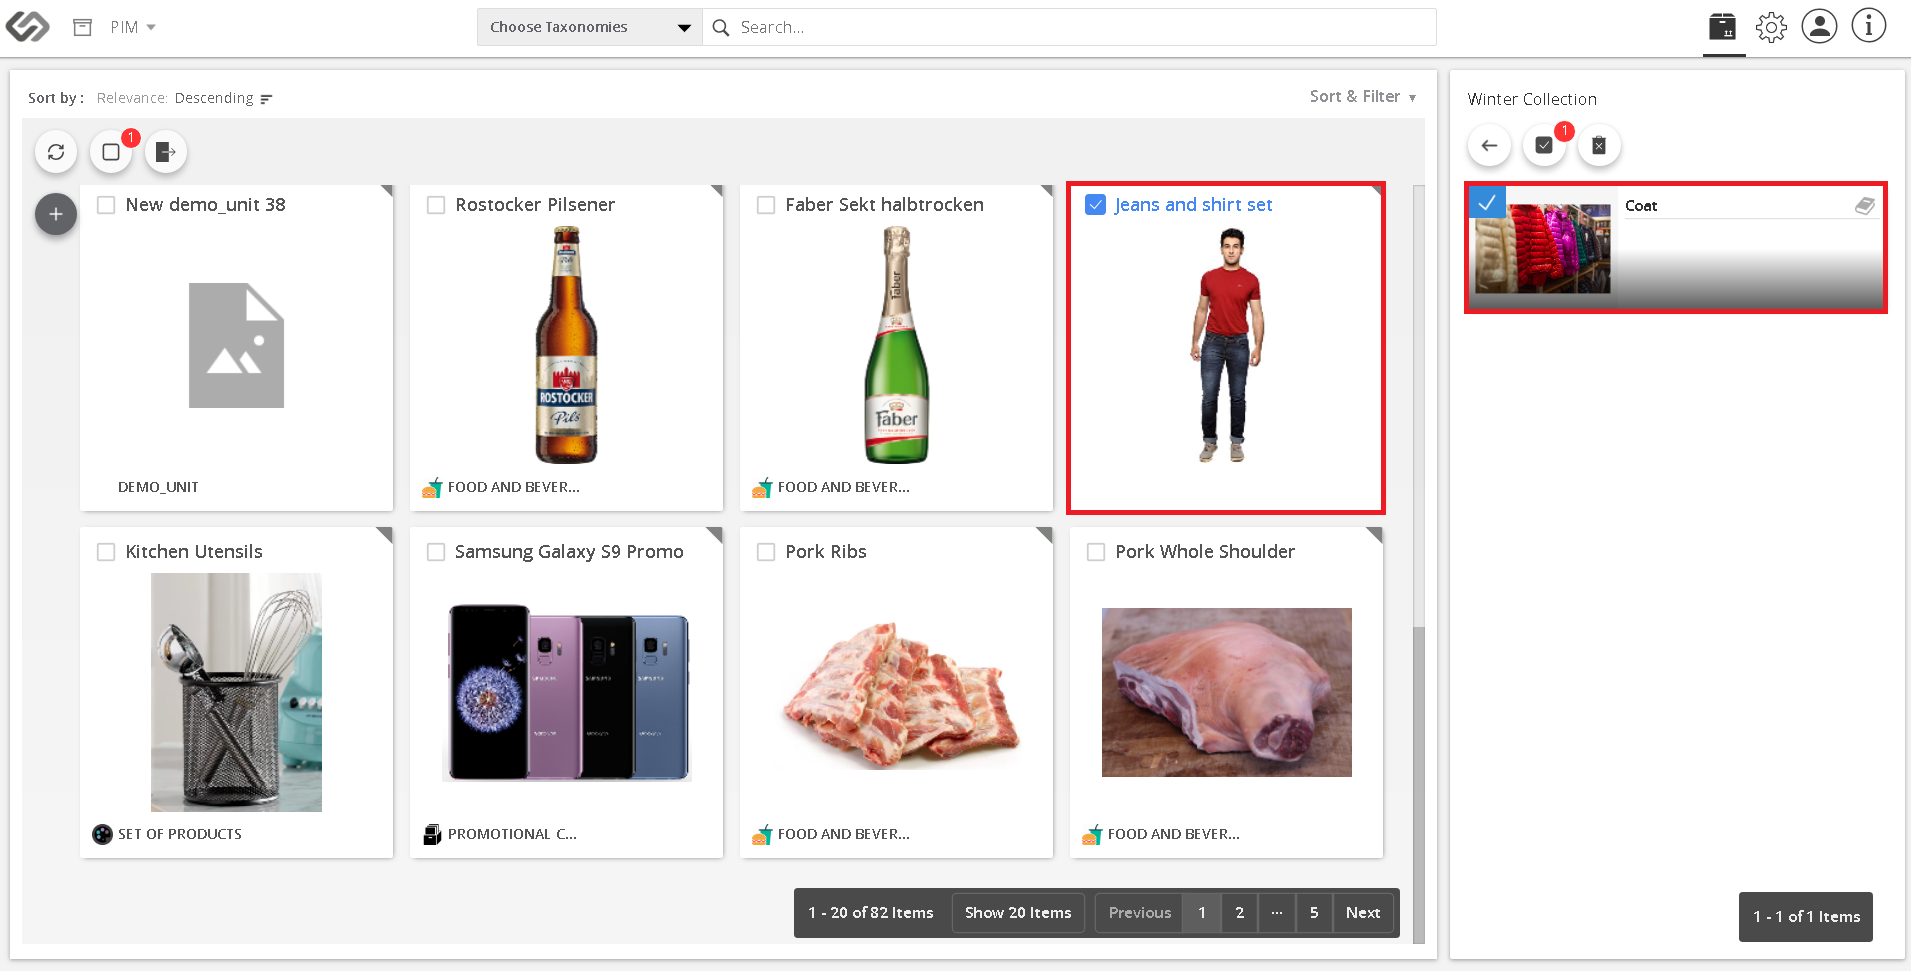 PIM
Choose Taxonomies
Search...
Sort by : Relevance: Descending
Sort & Filter
1
New demo_unit 38
Rostocker Pilsener
Faber Sekt halbtrocken
Jeans and shirt set
ROSTOCKER
Pils
Faber
Faber
DEMO_UNIT
FOOD AND BEVER...
FOOD AND BEVER...
Kitchen Utensils
Samsung Galaxy S9 Promo
Pork Ribs
Pork Whole Shoulder
SET OF PRODUCTS
PROMOTIONAL C...
FOOD AND BEVER...
FOOD AND BEVER...
1 - 20 of 82 Items
Show 20 Items
Previous 1 2 ... 5 Next
Winter Collection
1
Coat
1 - 1 of 1 Items